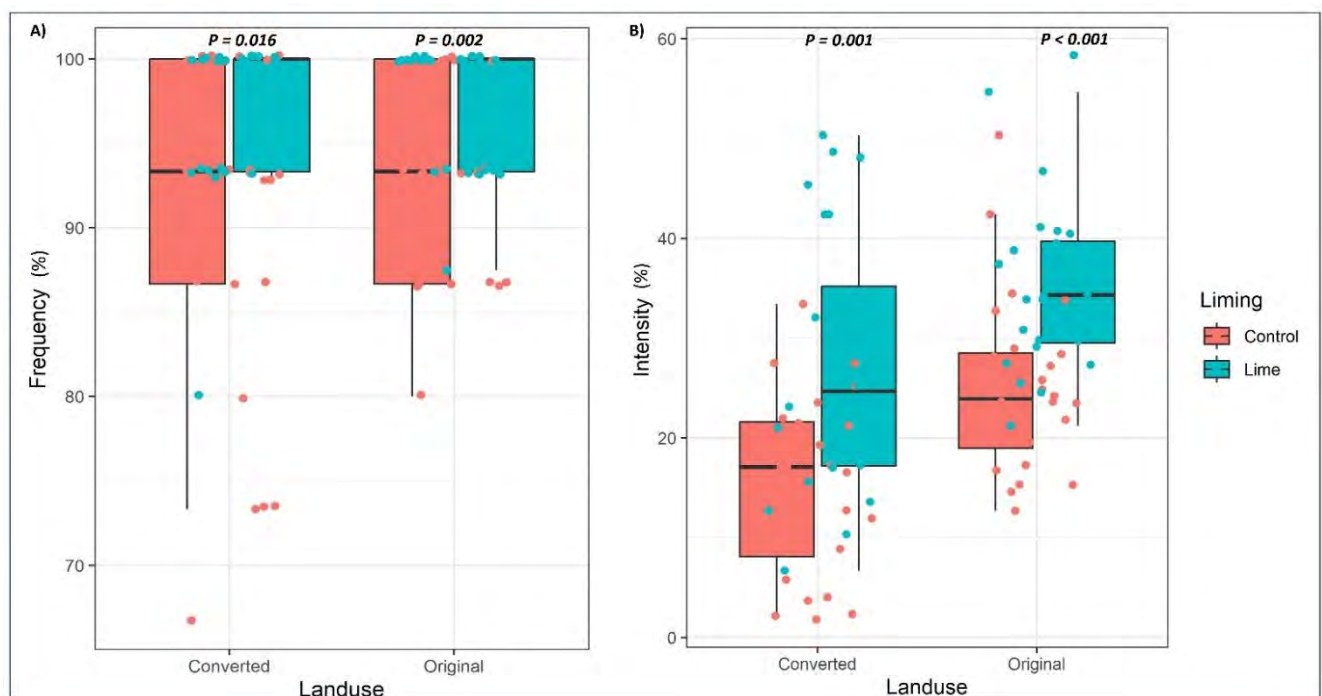 A)
P = 0.016
P = 0.002
100
90
80
70
Frequency (%)
Converted
Original
Landuse
B)
P = 0.001
P < 0.001
60
40
20
0
Intensity (%)
Converted
Original
Landuse
Liming
Control
Lime